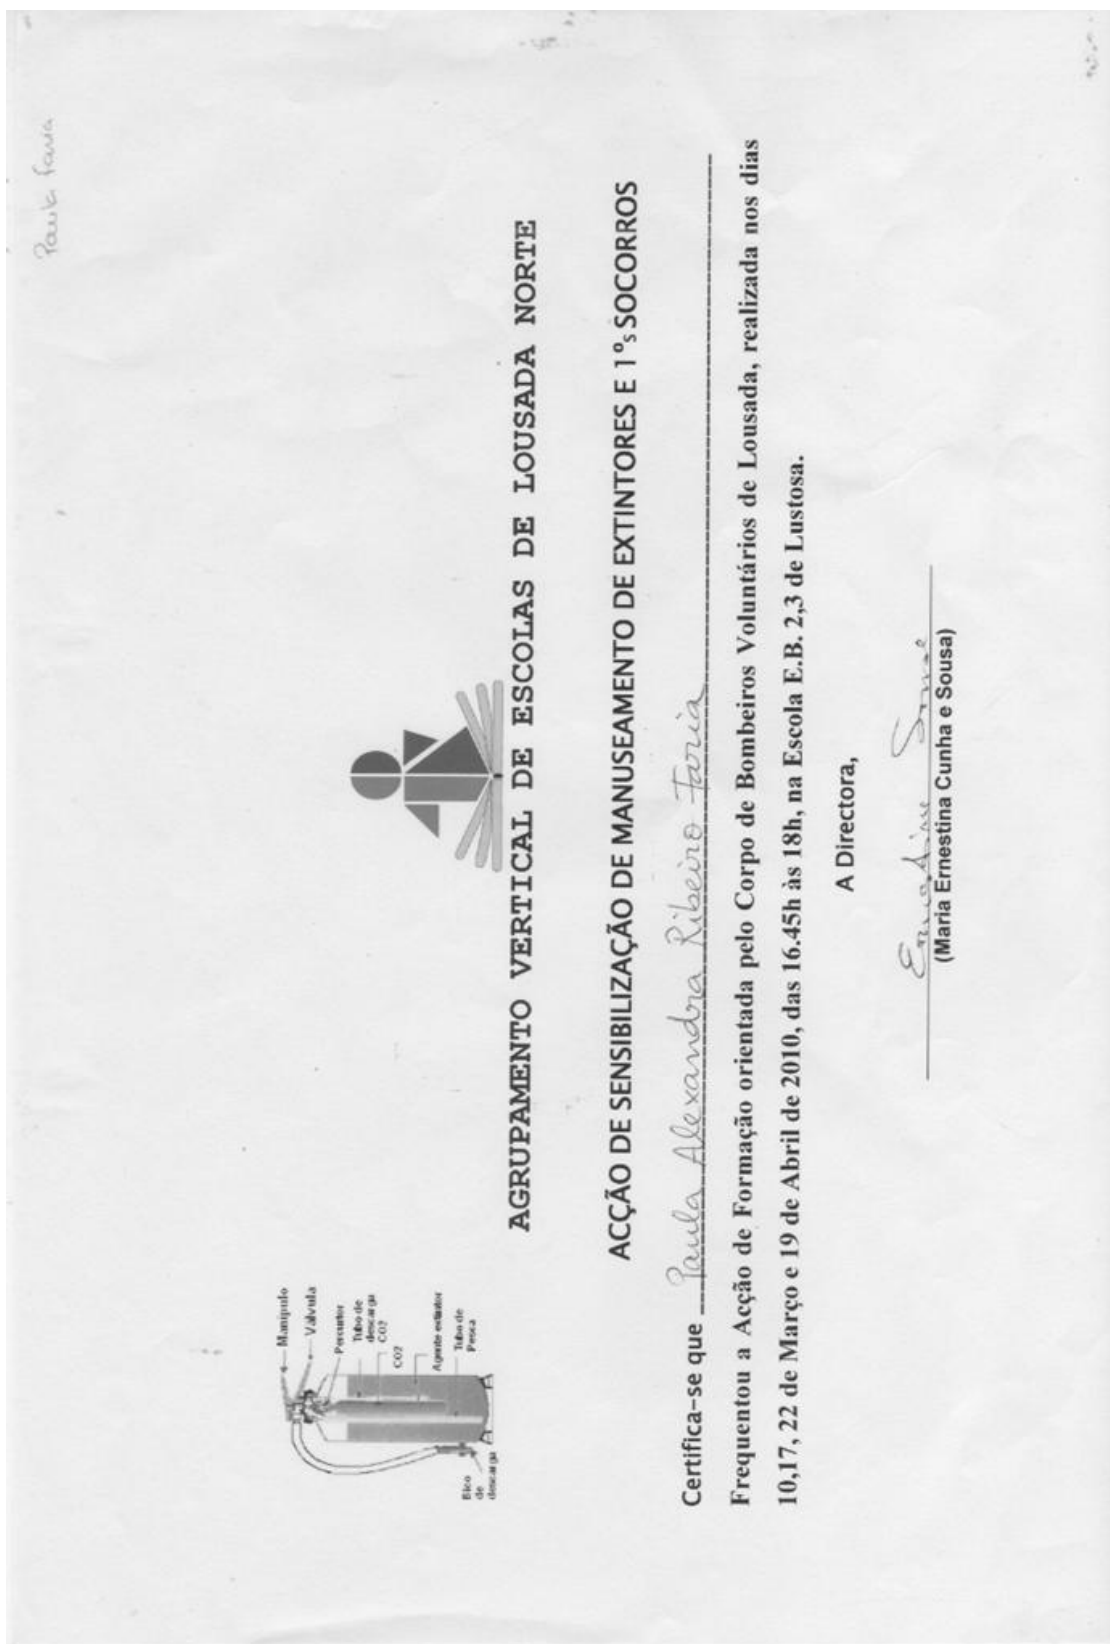 Paula Faria
Manípulo
Válvula
Percurtor
Tubo de
descarga
CO2
CO2
Agente extintor
Tubo de
Pesca
Bico
de
descarga
AGRUPAMENTO VERTICAL DE ESCOLAS DE LOUSADA NORTE
ACÇÃO DE SENSIBILIZAÇÃO DE MANUSEAMENTO DE EXTINTORES E 1ºs SOCORROS
Certifica-se que Paula Alexandra Ribeiro Faria
Frequentou a Acção de Formação orientada pelo Corpo de Bombeiros Voluntários de Lousada, realizada nos dias
10,17, 22 de Março e 19 de Abril de 2010, das 16.45h às 18h, na Escola E.B. 2,3 de Lustosa.
A Directora,
Ernestina Sousa
(Maria Ernestina Cunha e Sousa)